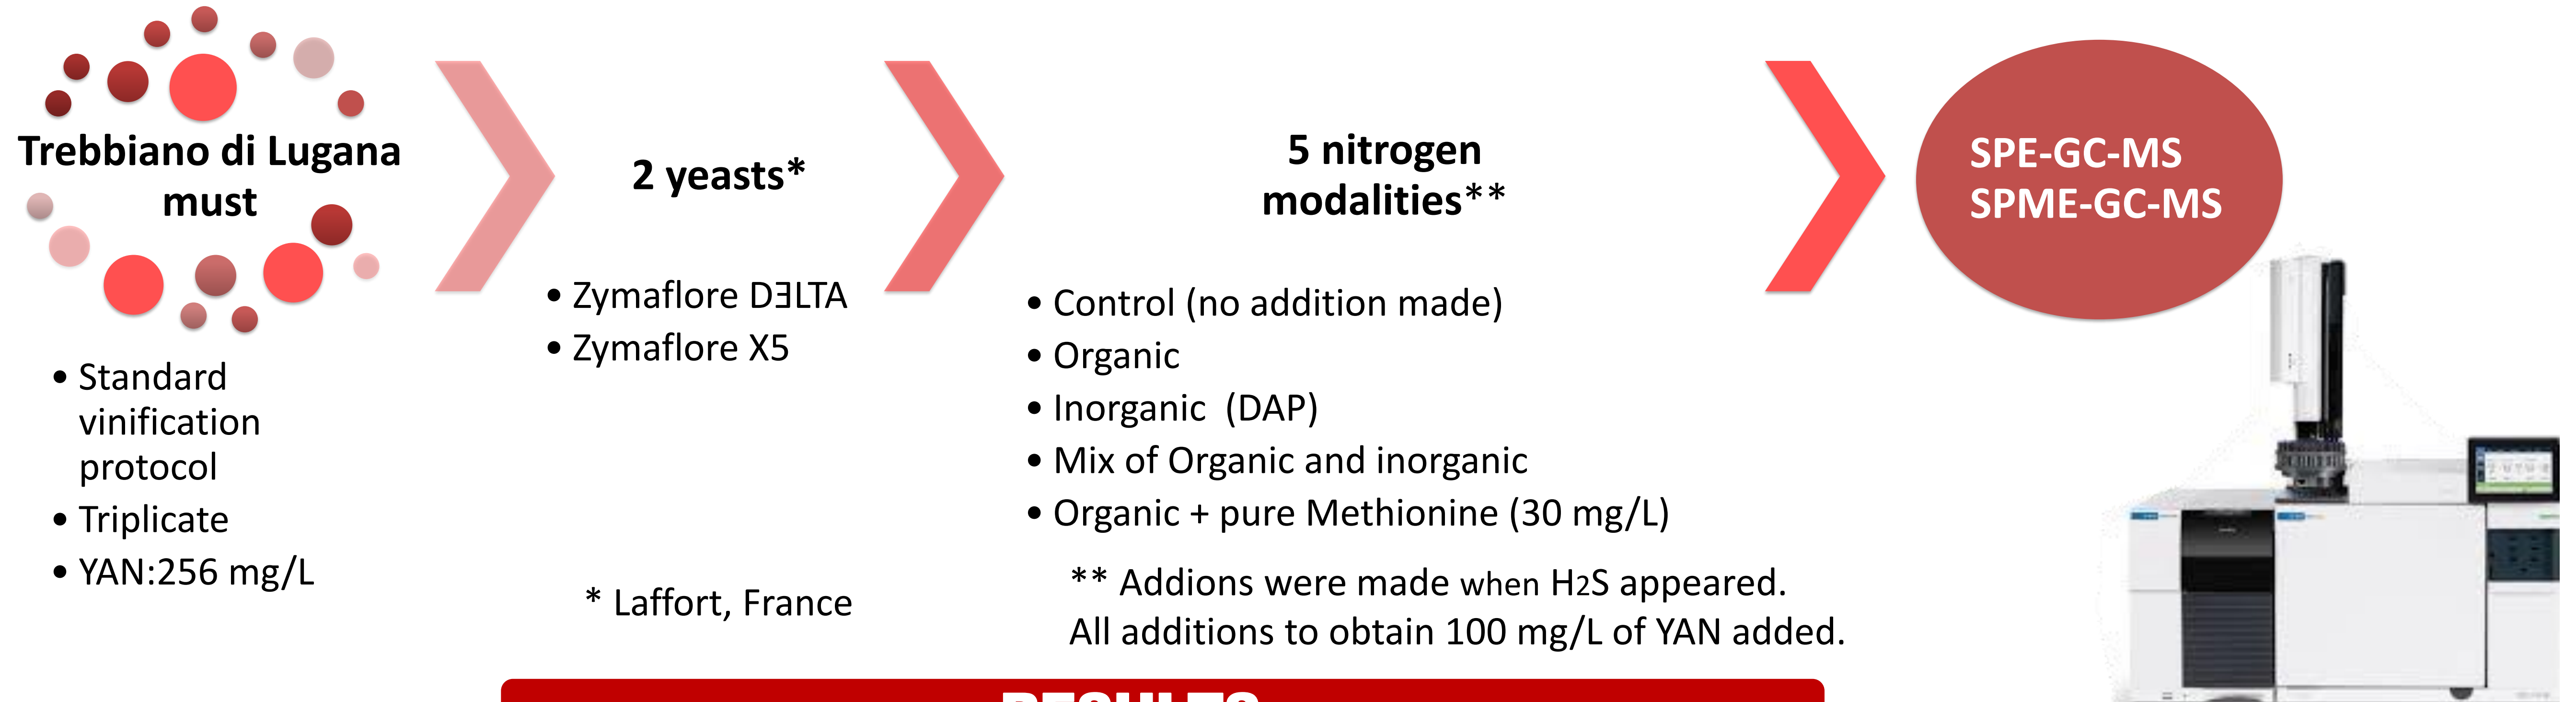 Trebbiano di Lugana
must
• Standard
vinification
protocol
• Triplicate
• YAN:256 mg/L
2 yeasts*
• Zymaflore DƎLTA
• Zymaflore X5
* Laffort, France
5 nitrogen
modalities**
• Control (no addition made)
• Organic
• Inorganic (DAP)
• Mix of Organic and inorganic
• Organic + pure Methionine (30 mg/L)
** Addions were made when H2S appeared.
All additions to obtain 100 mg/L of YAN added.
SPE-GC-MS
SPME-GC-MS
RESULTS